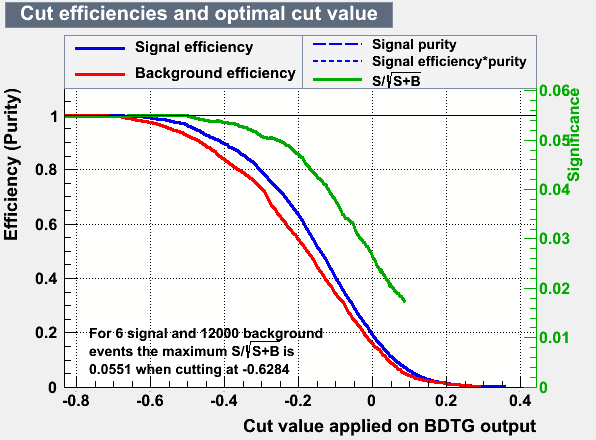 Cut efficiencies and optimal cut value
Signal efficiency
Background efficiency
Signal purity
Signal efficiency*purity
S/√S+B
Efficiency (Purity)
1
0.8
0.6
0.4
0.2
0
0.06
0.05
0.04
0.03
0.02
0.01
0
Significance
For 6 signal and 12000 background
events the maximum S/√S+B is
0.0551 when cutting at -0.6284
-0.8 -0.6 -0.4 -0.2 0 0.2 0.4
Cut value applied on BDTG output